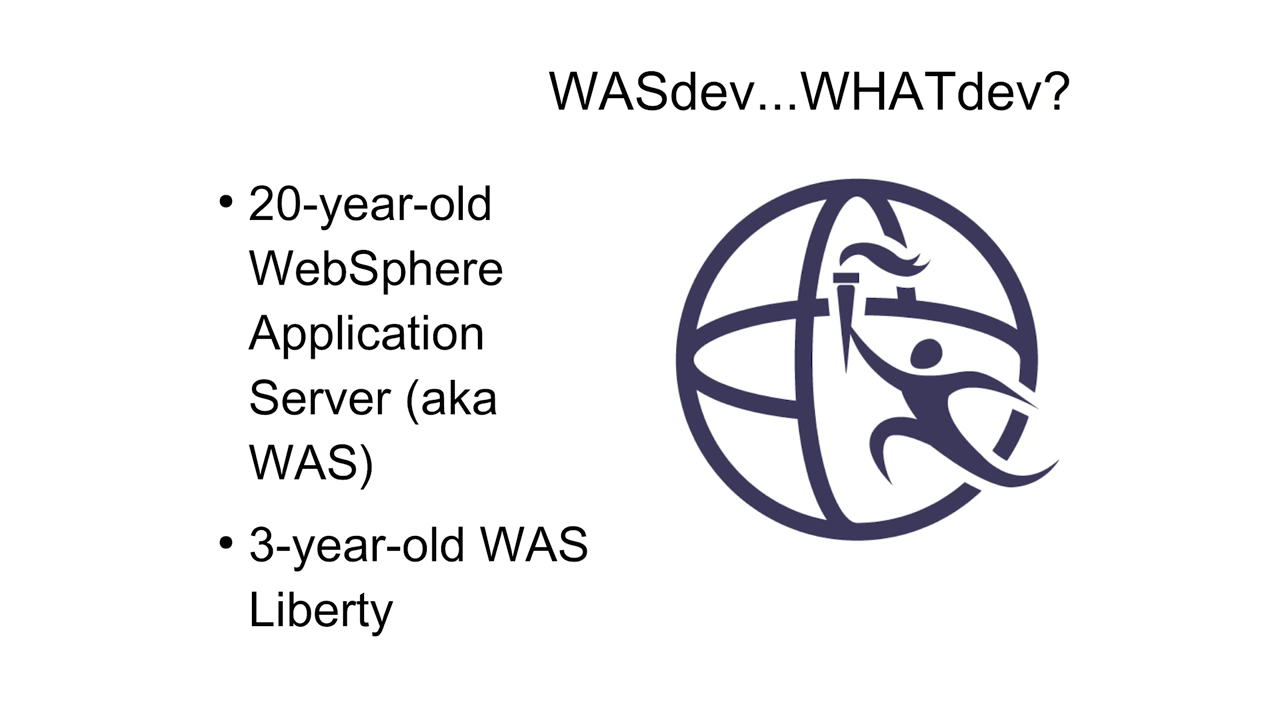 WASdev...WHATdev?
• 20-year-old
WebSphere
Application
Server (aka
WAS)
• 3-year-old WAS
Liberty